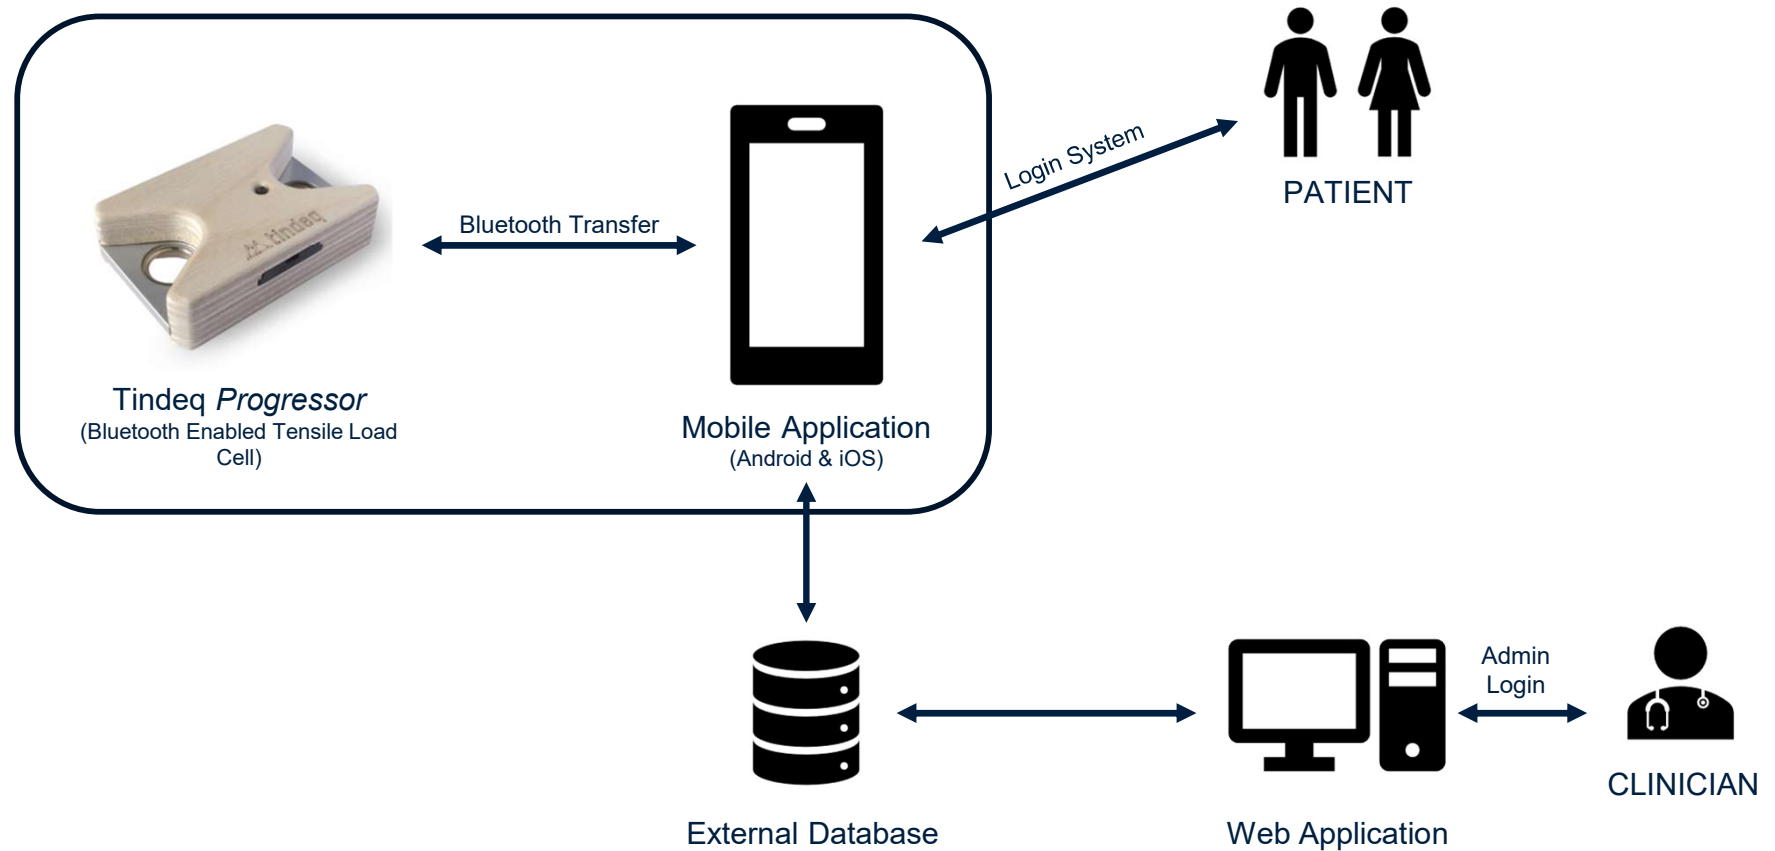 Login System
PATIENT
tindeq
Bluetooth Transfer
Tindeq Progressor
(Bluetooth Enabled Tensile Load
Cell)
Mobile Application
(Android & iOS)
Admin
Login
CLINICIAN
External Database
Web Application